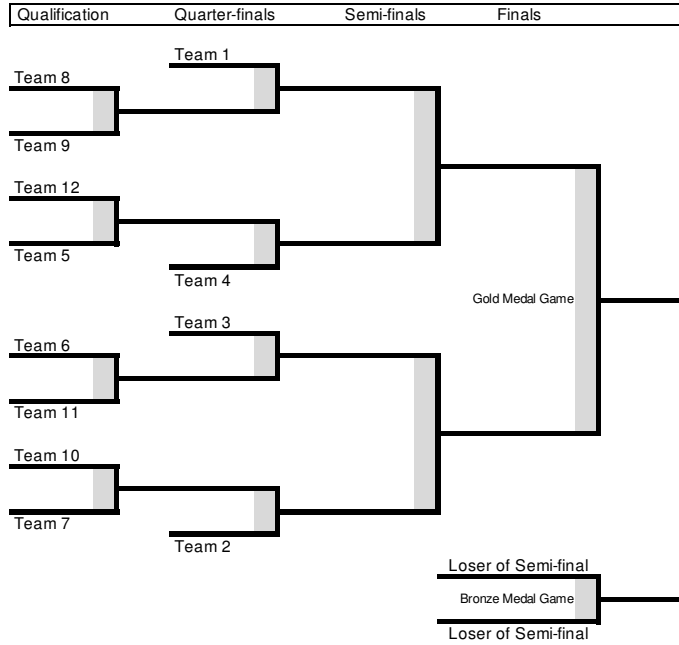 Qualification Quarter-finals Semi-finals Finals
Team 1
Team 8
Team 9
Team 12
Team 5
Team 4
Gold Medal Game
Team 3
Team 6
Team 11
Team 10
Team 7
Team 2
Loser of Semi-final
Bronze Medal Game
Loser of Semi-final